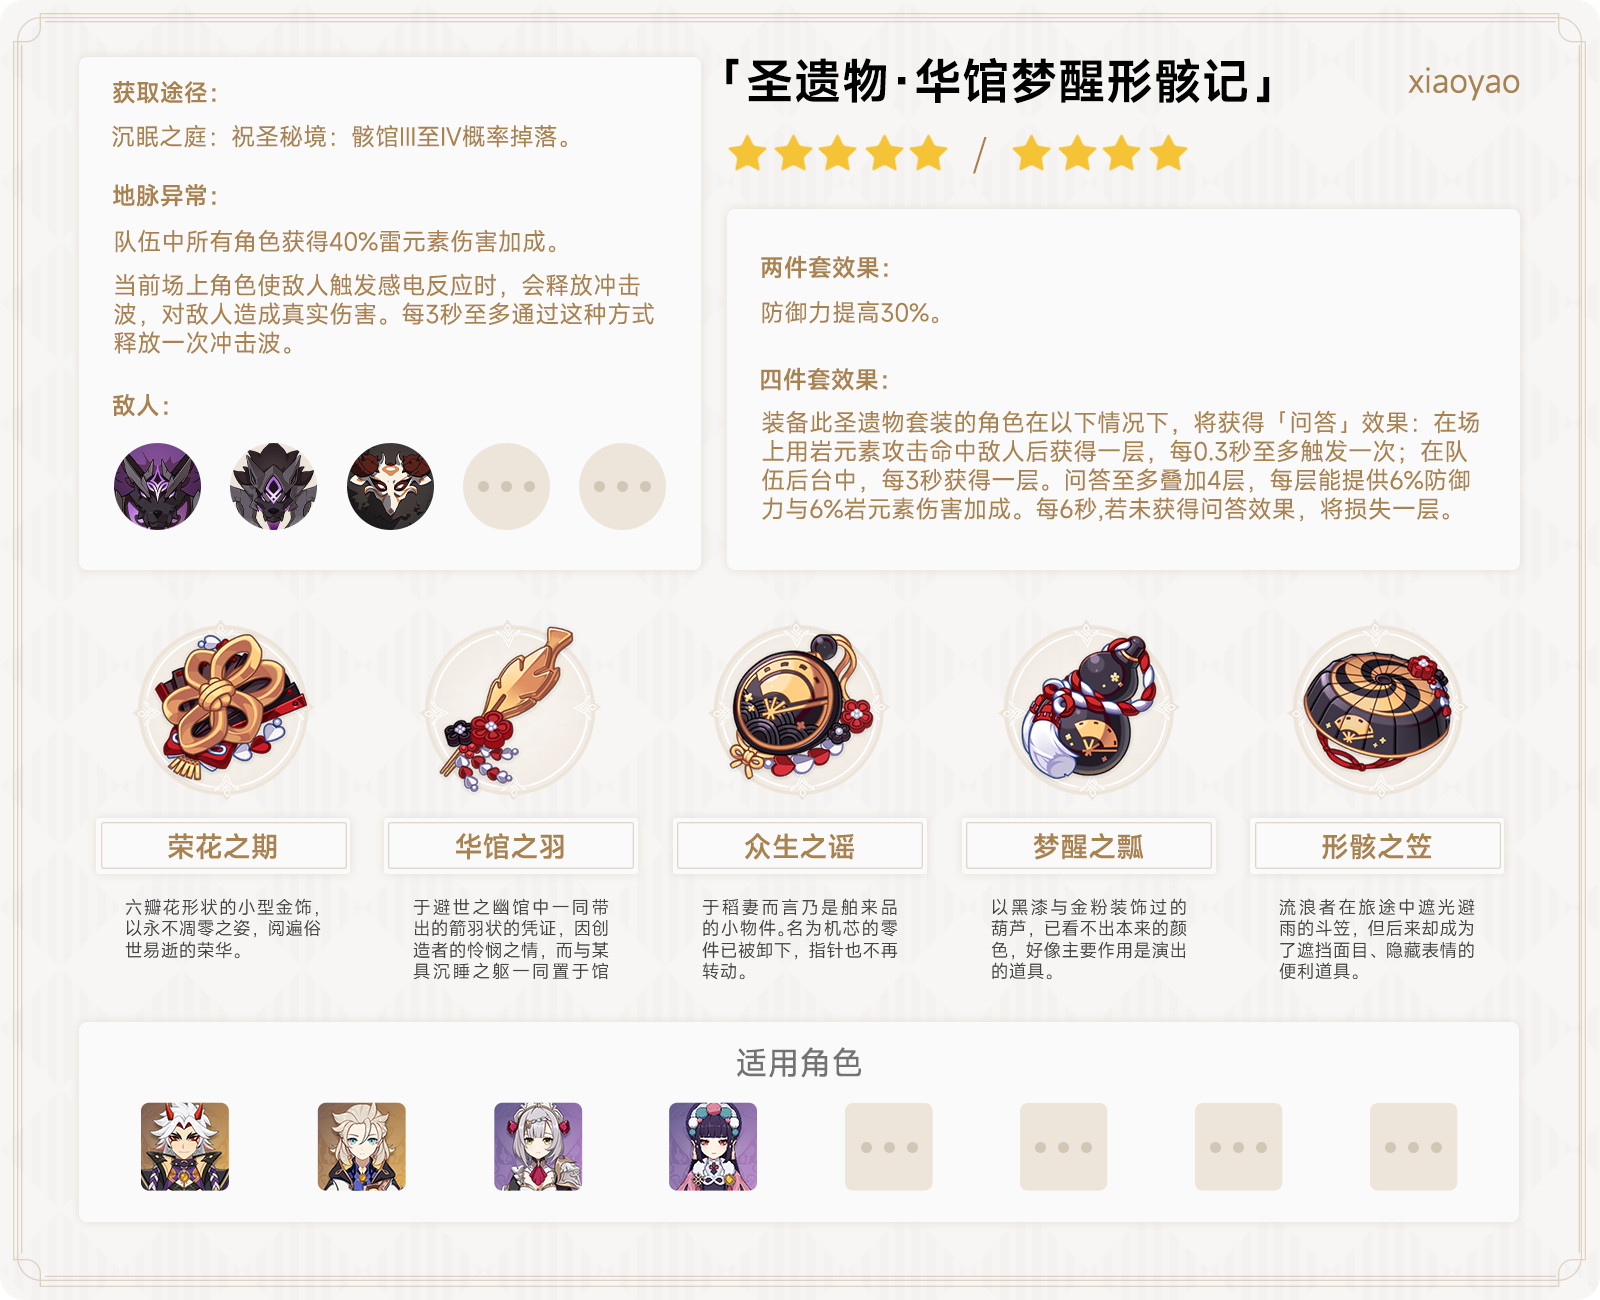 获取途径：
沉眠之庭：祝圣秘境：骸馆III至IV概率掉落。
地脉异常：
队伍中所有角色获得40%雷元素伤害加成。
当前场上角色使敌人触发感电反应时，会释放冲击
波，对敌人造成真实伤害。每3秒至多通过这种方式
释放一次冲击波。
敌人：
「圣遗物·华馆梦醒形骸记」
xiaoyao
/
两件套效果：
防御力提高30%。
四件套效果：
装备此圣遗物套装的角色在以下情况下，将获得「问答」效果：在场
上用岩元素攻击命中敌人后获得一层，每0.3秒至多触发一次；在队
伍后台中，每3秒获得一层。问答至多叠加4层，每层能提供6%防御
力与6%岩元素伤害加成。每6秒,若未获得问答效果，将损失一层。
荣花之期
六瓣花形状的小型金饰，
以永不凋零之姿，阅遍俗
世易逝的荣华。
华馆之羽
于避世之幽馆中一同带
出的箭羽状的凭证，因创
造者的怜悯之情，而与某
具沉睡之躯一同置于馆
众生之谣
于稻妻而言乃是舶来品
的小物件。名为机芯的零
件已被卸下，指针也不再
转动。
梦醒之瓢
以黑漆与金粉装饰过的
葫芦，已看不出本来的颜
色，好像主要作用是演出
的道具。
形骸之笠
流浪者在旅途中遮光避
雨的斗笠，但后来却成为
了遮挡面目、隐藏表情的
便利道具。
适用角色